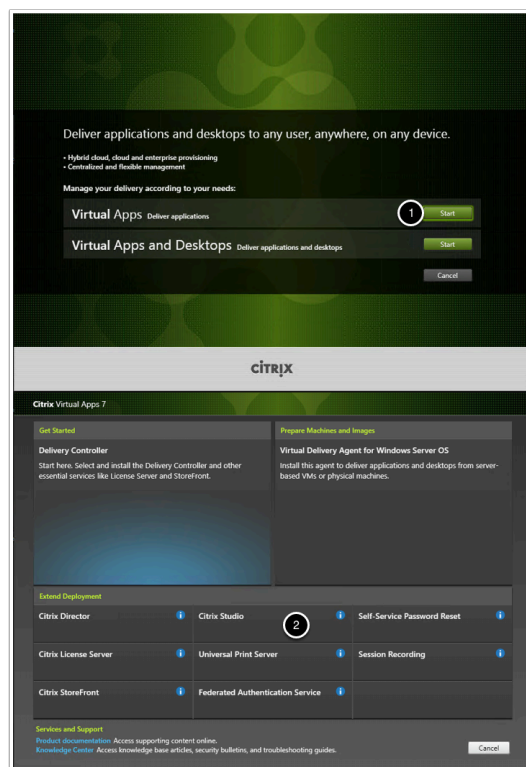 Deliver applications and desktops to any user, anywhere, on any device.
• Hybrid cloud, cloud and enterprise provisioning
• Centralized and flexible management
Manage your delivery according to your needs:
Virtual Apps Deliver applications
1
Start
Virtual Apps and Desktops Deliver applications and desktops
Start
Cancel
CITRIX
Citrix Virtual Apps 7
Get Started
Prepare Machines and Images
Delivery Controller
Start here. Select and install the Delivery Controller and other
essential services like License Server and StoreFront.
Virtual Delivery Agent for Windows Server OS
Install this agent to deliver applications and desktops from server-
based VMs or physical machines.
Extend Deployment
Citrix Director
Citrix Studio
2
Self-Service Password Reset
Citrix License Server
Universal Print Server
Session Recording
Citrix StoreFront
Federated Authentication Service
Services and Support
Product documentation Access supporting content online.
Knowledge Center Access knowledge base articles, security bulletins, and troubleshooting guides.
Cancel